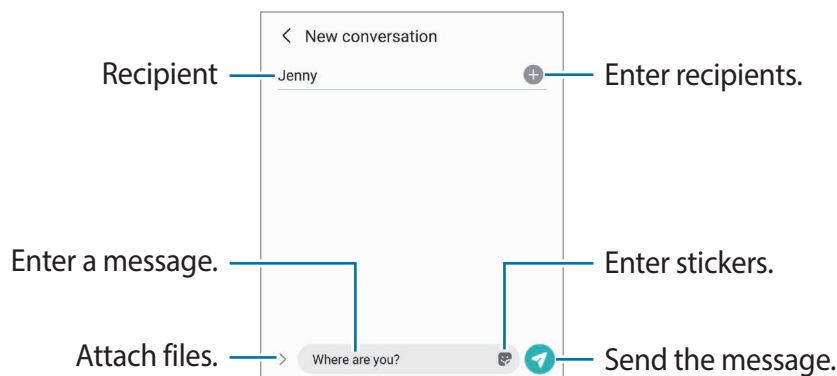 New conversation
Recipient
Jenny
Enter recipients.
Enter a message.
Enter stickers.
Attach files.
Where are you?
Send the message.